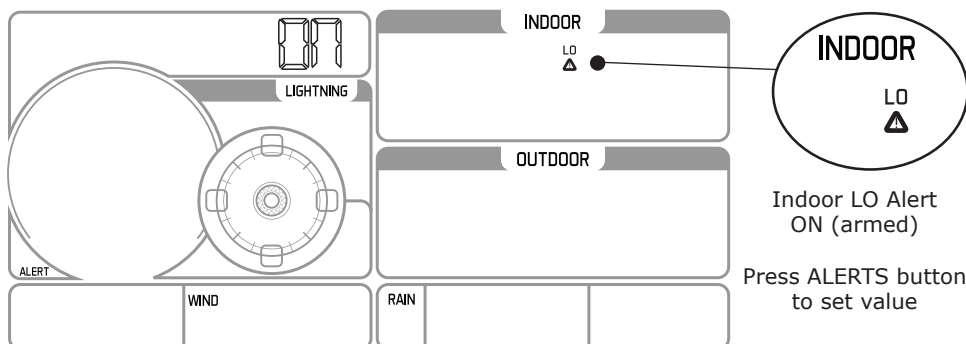 ON
LIGHTNING
ALERT
WIND
INDOOR
LO
OUTDOOR
RAIN
INDOOR
LO
Indoor LO Alert
ON (armed)
Press ALERTS button
to set value